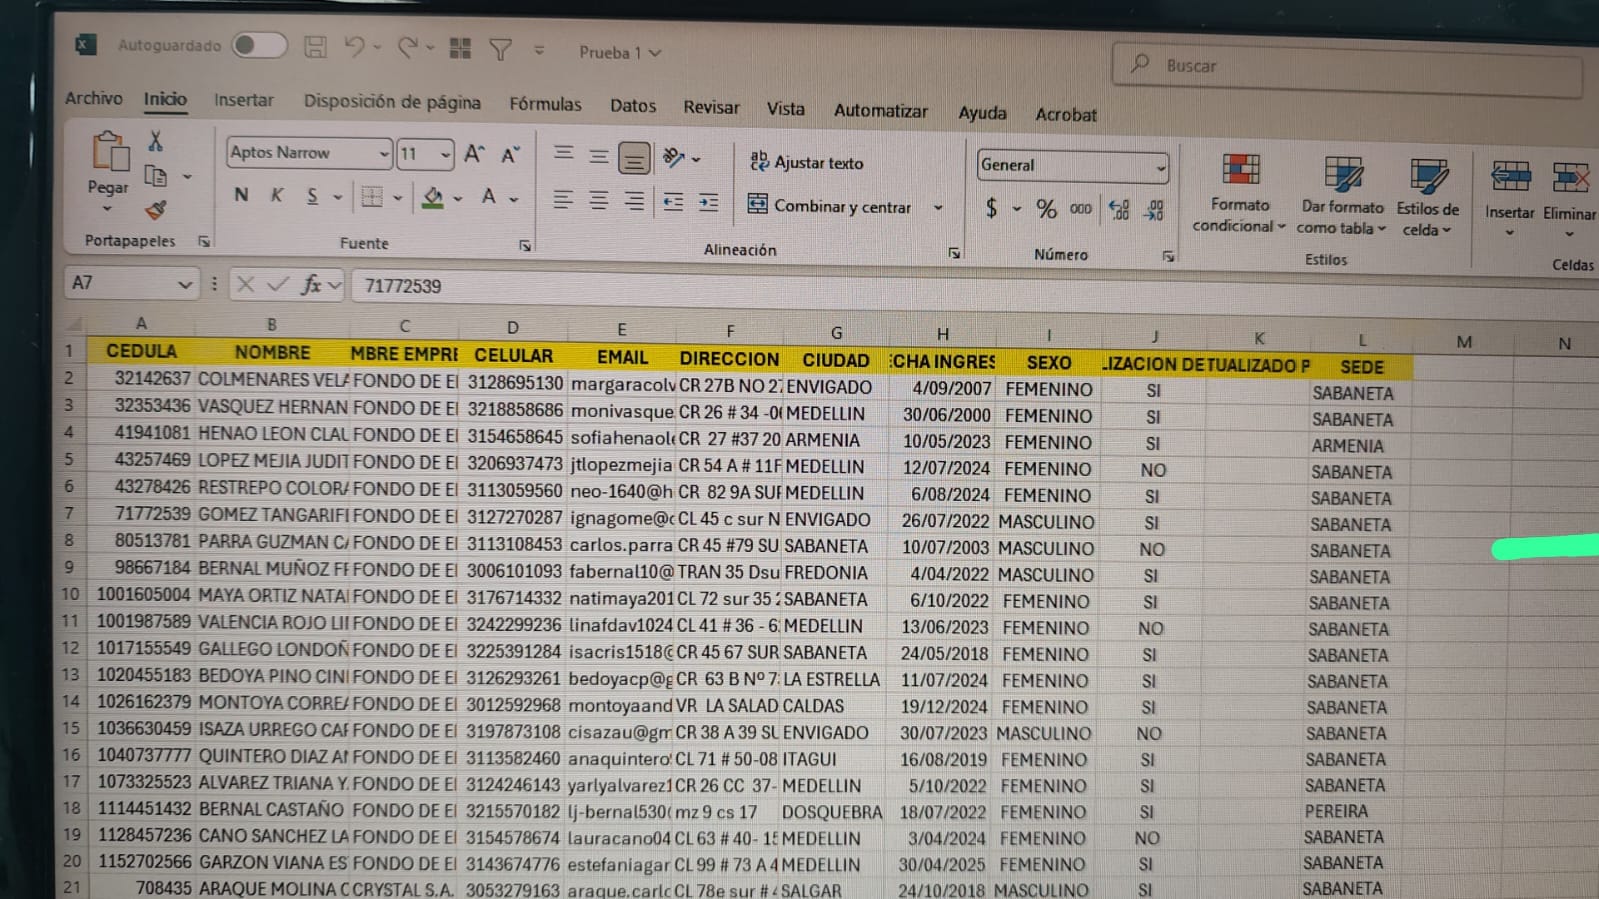 Autoguardado Prueba 1 Buscar
Archivo Inicio Insertar Disposición de página Fórmulas Datos Revisar Vista Automatizar Ayuda Acrobat
Pegar Aptos Narrow 11 Ajustar texto General Formato condicional Dar formato como tabla Estilos de celda Insertar Eliminar
N K S A Combinar y centrar $ % 000
Portapapeles Fuente Alineación Número Estilos Celdas
A7 fx 71772539
A B C D E F G H I J K L M N
1 CEDULA NOMBRE MBRE EMPRE CELULAR EMAIL DIRECCION CIUDAD CHA INGRES SEXO LIZACION DE TUALIZADO P SEDE
2 32142637 COLMENARES VELA FONDO DE EI 3128695130 margaracolv CR 27B NO 27 ENVIGADO 4/09/2007 FEMENINO SI SABANETA
3 32353436 VASQUEZ HERNAN FONDO DE EI 3218858686 monivasque CR 26 # 34 -06 MEDELLIN 30/06/2000 FEMENINO SI SABANETA
4 41941081 HENAO LEON CLAU FONDO DE EI 3154658645 sofiahenaole CR 27 #37 20 ARMENIA 10/05/2023 FEMENINO SI ARMENIA
5 43257469 LOPEZ MEJIA JUDIT FONDO DE EI 3206937473 jtlopezmejia CR 54 A # 11F MEDELLIN 12/07/2024 FEMENINO NO SABANETA
6 43278426 RESTREPO COLORA FONDO DE EI 3113059560 neo-1640@h CR 82 9A SUR MEDELLIN 6/08/2024 FEMENINO SI SABANETA
7 71772539 GOMEZ TANGARIFE FONDO DE EI 3127270287 ignagome@c CL 45 c sur N ENVIGADO 26/07/2022 MASCULINO SI SABANETA
8 80513781 PARRA GUZMAN CA FONDO DE EI 3113108453 carlos.parra CR 45 #79 SU SABANETA 10/07/2003 MASCULINO NO SABANETA
9 98667184 BERNAL MUÑOZ FR FONDO DE EI 3006101093 fabernal10@ TRAN 35 Dsu FREDONIA 4/04/2022 MASCULINO SI SABANETA
10 1001605004 MAYA ORTIZ NATA FONDO DE EI 3176714332 natimaya201 CL 72 sur 35 2 SABANETA 6/10/2022 FEMENINO SI SABANETA
11 1001987589 VALENCIA ROJO LI FONDO DE EI 3242299236 linafdav1024 CL 41 # 36 - 6 MEDELLIN 13/06/2023 FEMENINO NO SABANETA
12 1017155549 GALLEGO LONDOÑ FONDO DE EI 3225391284 isacris1518@ CR 45 67 SUR SABANETA 24/05/2018 FEMENINO SI SABANETA
13 1020455183 BEDOYA PINO CIN FONDO DE EI 3126293261 bedoyacp@g CR 63 B Nº 7 LA ESTRELLA 11/07/2024 FEMENINO SI SABANETA
14 1026162379 MONTOYA CORREA FONDO DE EI 3012592968 montoyaand VR LA SALAD CALDAS 19/12/2024 FEMENINO SI SABANETA
15 1036630459 ISAZA URREGO CAR FONDO DE EI 3197873108 cisazau@gm CR 38 A 39 SU ENVIGADO 30/07/2023 MASCULINO NO SABANETA
16 1040737777 QUINTERO DIAZ AN FONDO DE EI 3113582460 anaquintero CL 71 # 50-08 ITAGUI 16/08/2019 FEMENINO SI SABANETA
17 1073325523 ALVAREZ TRIANA Y FONDO DE EI 3124246143 yarlyalvarez1 CR 26 CC 37- MEDELLIN 5/10/2022 FEMENINO SI SABANETA
18 1114451432 BERNAL CASTAÑO FONDO DE EI 3215570182 lj-bernal530 mz 9 cs 17 DOSQUEBRA 18/07/2022 FEMENINO SI PEREIRA
19 1128457236 CANO SANCHEZ LA FONDO DE EI 3154578674 lauracano04 CL 63 # 40- 15 MEDELLIN 3/04/2024 FEMENINO NO SABANETA
20 1152702566 GARZON VIANA ES FONDO DE EI 3143674776 estefaniagar CL 99 # 73 A 4 MEDELLIN 30/04/2025 FEMENINO SI SABANETA
21 708435 ARAQUE MOLINA C CRYSTAL S.A. 3053279163 araque.carlo CL 78e sur # SALGAR 24/10/2018 MASCULINO SI SABANETA